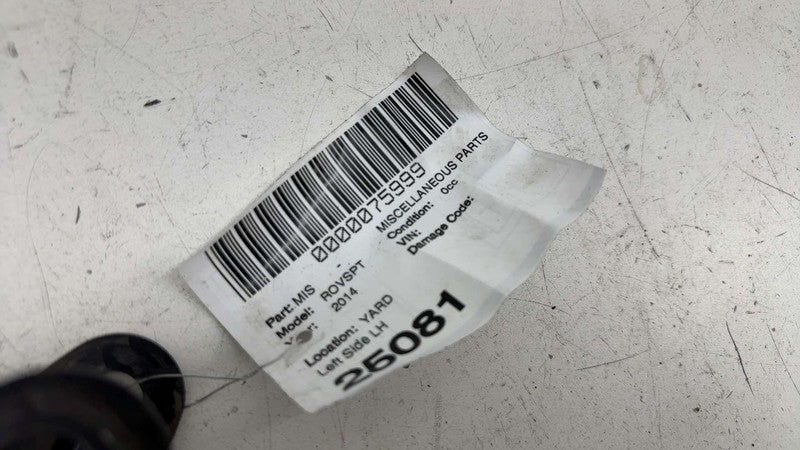 0000075999
Part: MIS MISCELLANEOUS PARTS
Model: ROVSPT Condition: 0cc
Year: 2014 VIN:
Damage Code:
Location: YARD
Left Side LH
25081